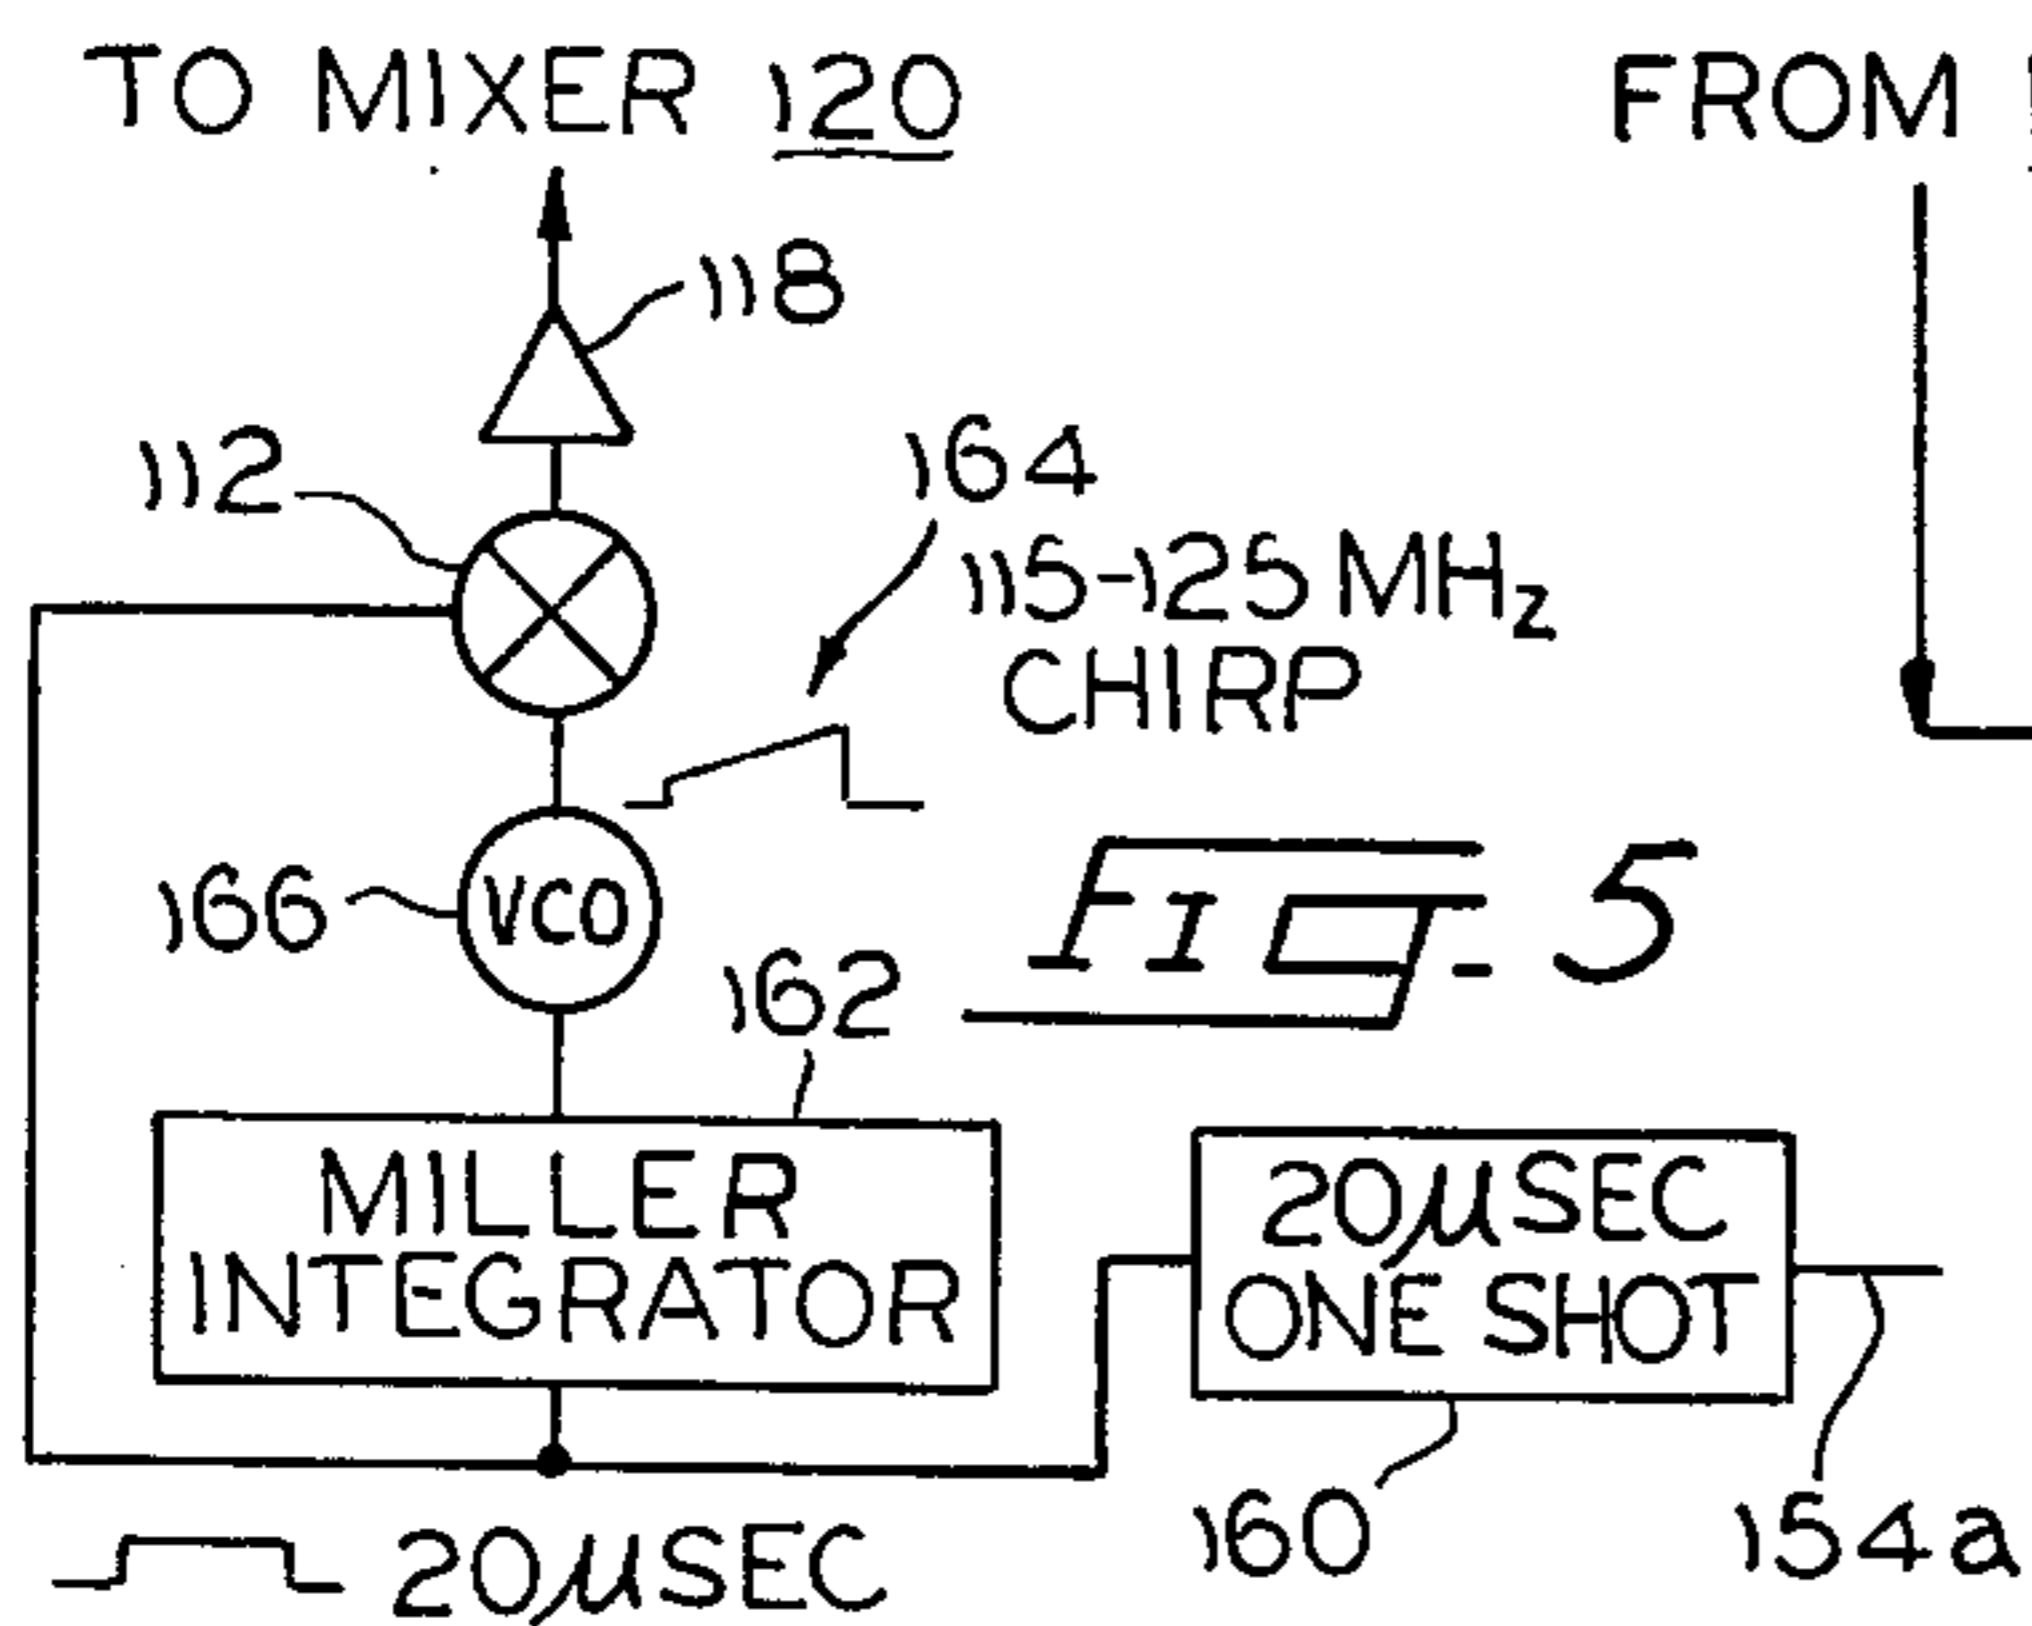 TO MIXER 120
FROM
118
112
164
115-125 MHz
CHIRP
166
VCO
162
FIG. 5
MILLER
INTEGRATOR
20µSEC
ONE SHOT
160
154a
20µSEC